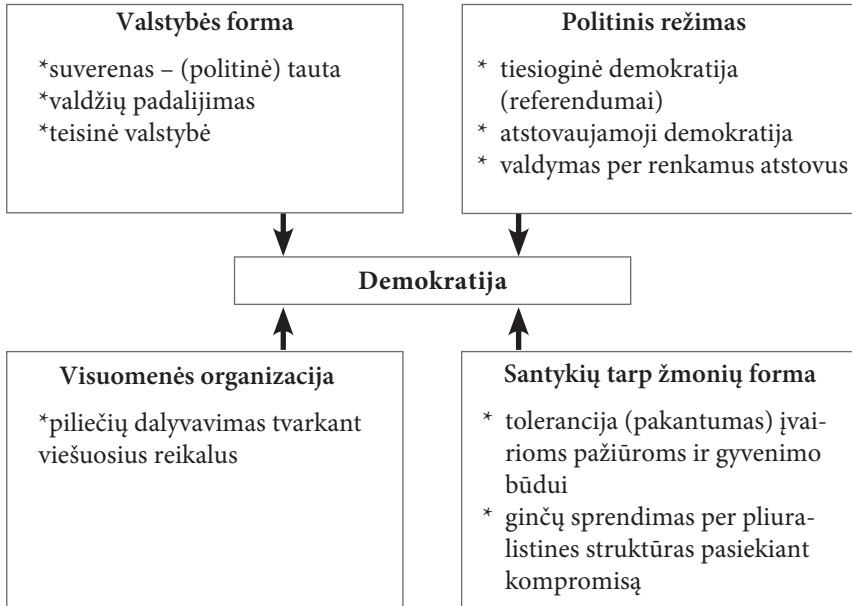 Valstybės forma
*suverenas – (politinė) tauta
*valdžių padalijimas
*teisinė valstybė
Politinis režimas
* tiesioginė demokratija
(referendumai)
* atstovaujamoji demokratija
* valdymas per renkamus atstovus
Demokratija
Visuomenės organizacija
*piliečių dalyvavimas tvarkant
viešuosius reikalus
Santykių tarp žmonių forma
* tolerancija (pakantumas) įvai-
rioms pažiūroms ir gyvenimo
būdui
* ginčų sprendimas per pliura-
listines struktūras pasiekiant
kompromisą